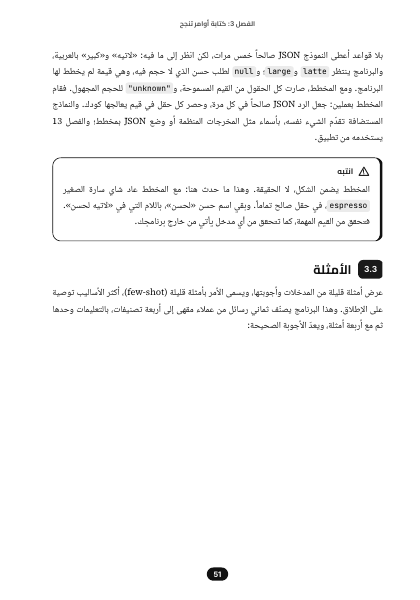 الفصل 3: كتابة أوامر تنجح
بلا قواعد أعطى النموذج JSON صالحاً خمس مرات، لكن انظر إلى ما فيه: «لاتيه» و«كبير» بالعربية،
والبرنامج ينتظر latte و large؛ و null لطلب حسن الذي لا حجم فيه، وهي قيمة لم يخطط لها
البرنامج. ومع المخطط، صارت كل الحقول من القيم المسموحة، و "unknown" للحجم المجهول. فقام
المخطط بعملين: جعل الرد JSON صالحاً في كل مرة، وحصر كل حقل في قيم يعالجها كودك. والنماذج
المستضافة تقدّم الشيء نفسه، بأسماء مثل المخرجات المنظمة أو وضع JSON بمخطط؛ والفصل 13
يستخدمه من تطبيق.
انتبه
المخطط يضمن الشكل، لا الحقيقة. وهذا ما حدث هنا: مع المخطط عاد شاي سارة الصغير
espresso، في حقل صالح تماماً. وبقي اسم حسن «لحسن»، باللام التي في «لاتيه لحسن».
فتحقق من القيم المهمة، كما تتحقق من أي مدخل يأتي من خارج برنامجك.
3.3 الأمثلة
عرض أمثلة قليلة من المدخلات وأجوبتها، ويسمى الأمر بأمثلة قليلة (few-shot)، أكثر الأساليب توصية
على الإطلاق. وهذا البرنامج يصنّف ثماني رسائل من عملاء مقهى إلى أربعة تصنيفات، بالتعليمات وحدها
ثم مع أربعة أمثلة، ويعدّ الأجوبة الصحيحة:
51